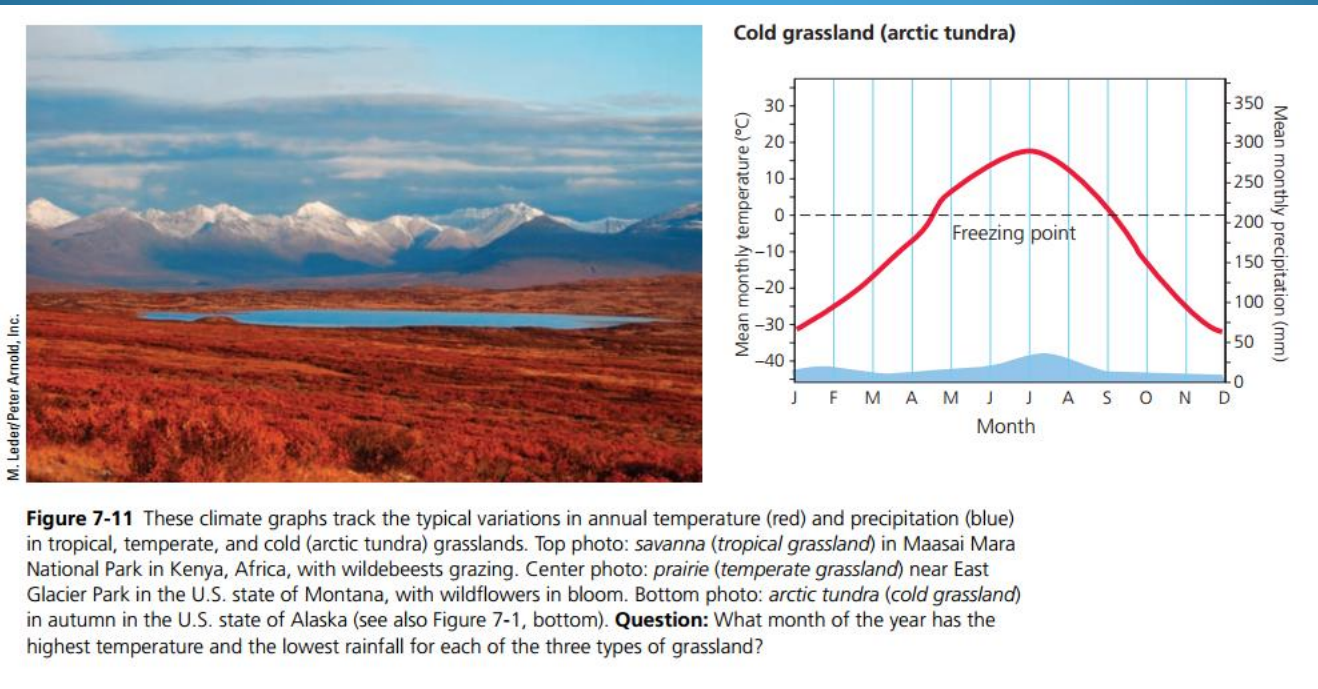 M. Leder/Peter Arnold, Inc.
Cold grassland (arctic tundra)
Mean monthly temperature (°C)
30
20
10
0
–10
–20
–30
–40
Freezing point
350
300
250
200
150
100
50
0
Mean monthly precipitation (mm)
J F M A M J J A S O N D
Month
Figure 7-11 These climate graphs track the typical variations in annual temperature (red) and precipitation (blue)
in tropical, temperate, and cold (arctic tundra) grasslands. Top photo: savanna (tropical grassland) in Maasai Mara
National Park in Kenya, Africa, with wildebeests grazing. Center photo: prairie (temperate grassland) near East
Glacier Park in the U.S. state of Montana, with wildflowers in bloom. Bottom photo: arctic tundra (cold grassland)
in autumn in the U.S. state of Alaska (see also Figure 7-1, bottom). Question: What month of the year has the
highest temperature and the lowest rainfall for each of the three types of grassland?